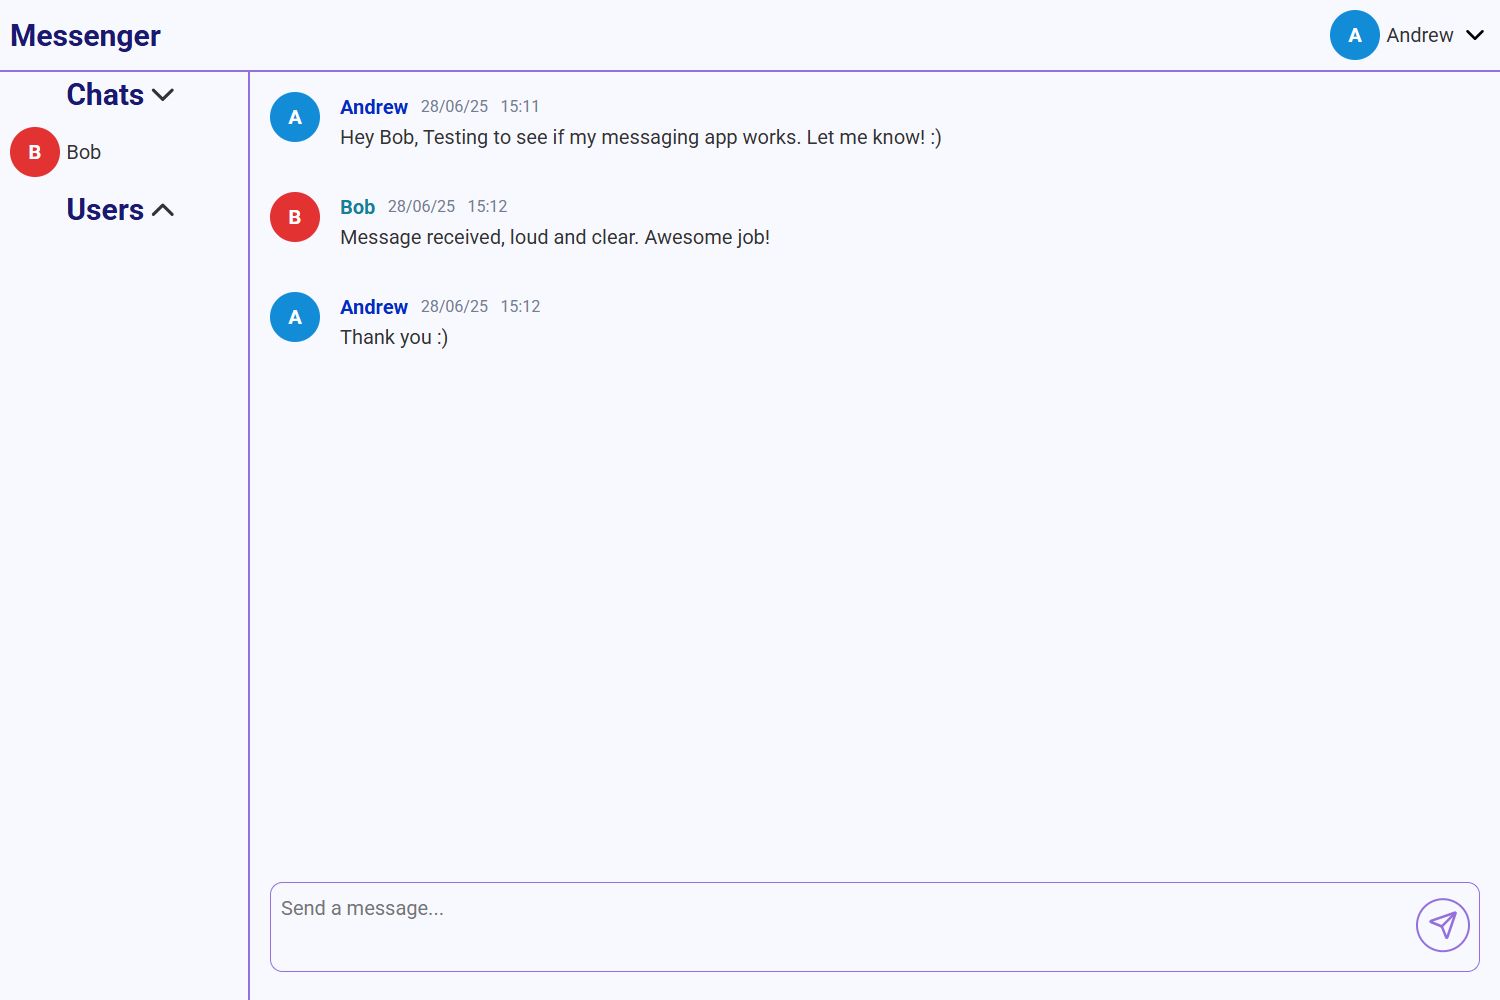 Messenger
A Andrew
Chats
B Bob
Users
A Andrew 28/06/25 15:11
Hey Bob, Testing to see if my messaging app works. Let me know! :)
B Bob 28/06/25 15:12
Message received, loud and clear. Awesome job!
A Andrew 28/06/25 15:12
Thank you :)
Send a message...